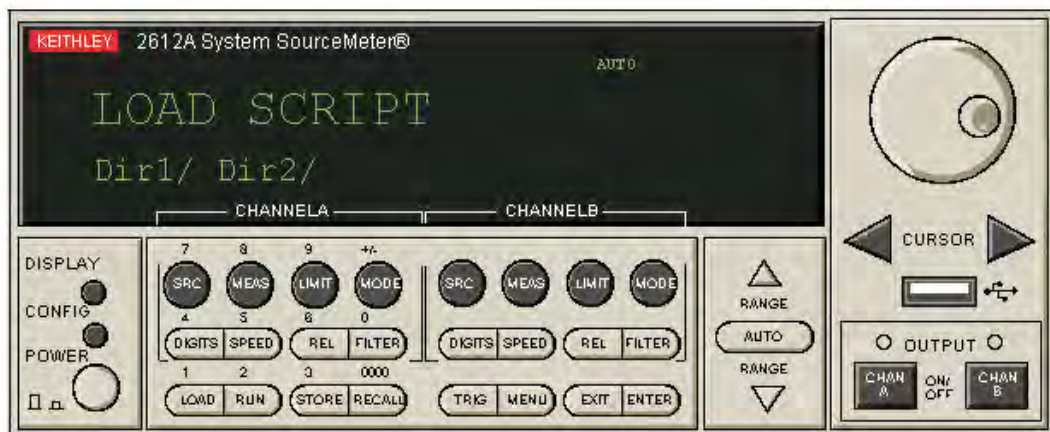 KEITHLEY 2612A System SourceMeter®
AUTO
LOAD SCRIPT
Dir1/ Dir2/
CHANNELA CHANNELB
DISPLAY
CONFIG
POWER
7 8 9 +/-
SRC MEAS LIMIT MODE
4 5 6 0
DIGITS SPEED REL FILTER
1 2 3 0000
LOAD RUN STORE RECALL
SRC MEAS LIMIT MODE
DIGITS SPEED REL FILTER
TRIG MENU EXIT ENTER
RANGE
AUTO
RANGE
CURSOR
OUTPUT
CHAN A ON/OFF CHAN B